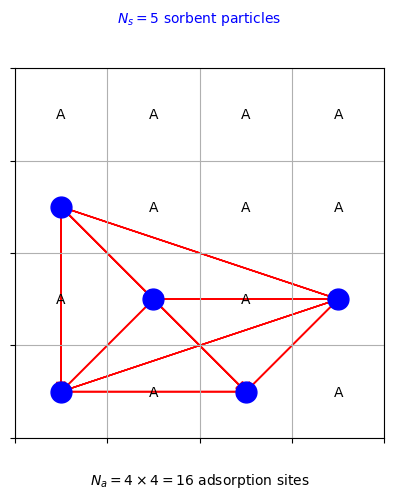 $N_s = 5$ sorbent particles
A A A A
A A A
A A
A A
$N_a = 4 \times 4 = 16$ adsorption sites